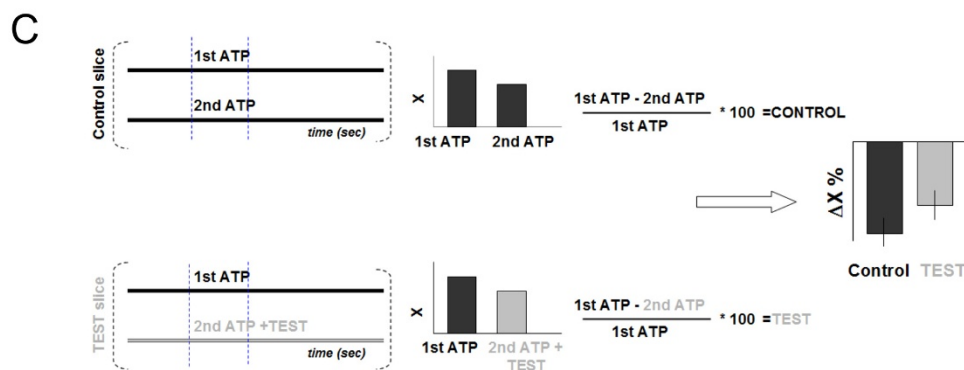 C
Control slice
1st ATP
2nd ATP
time (sec)
X
1st ATP 2nd ATP
1st ATP - 2nd ATP
1st ATP
* 100 =CONTROL
ΔX %
Control TEST
TEST slice
1st ATP
2nd ATP +TEST
time (sec)
X
1st ATP 2nd ATP +
TEST
1st ATP - 2nd ATP
1st ATP
* 100 =TEST